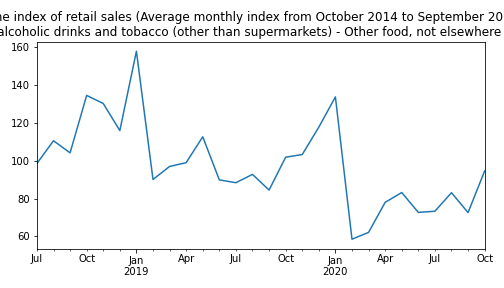 index of retail sales (Average monthly index from October 2014 to September 20
alcoholic drinks and tobacco (other than supermarkets) - Other food, not elsewhere
160
140
120
100
80
60
Jul Oct Jan Apr Jul Oct Jan Apr Jul Oct
2019 2020